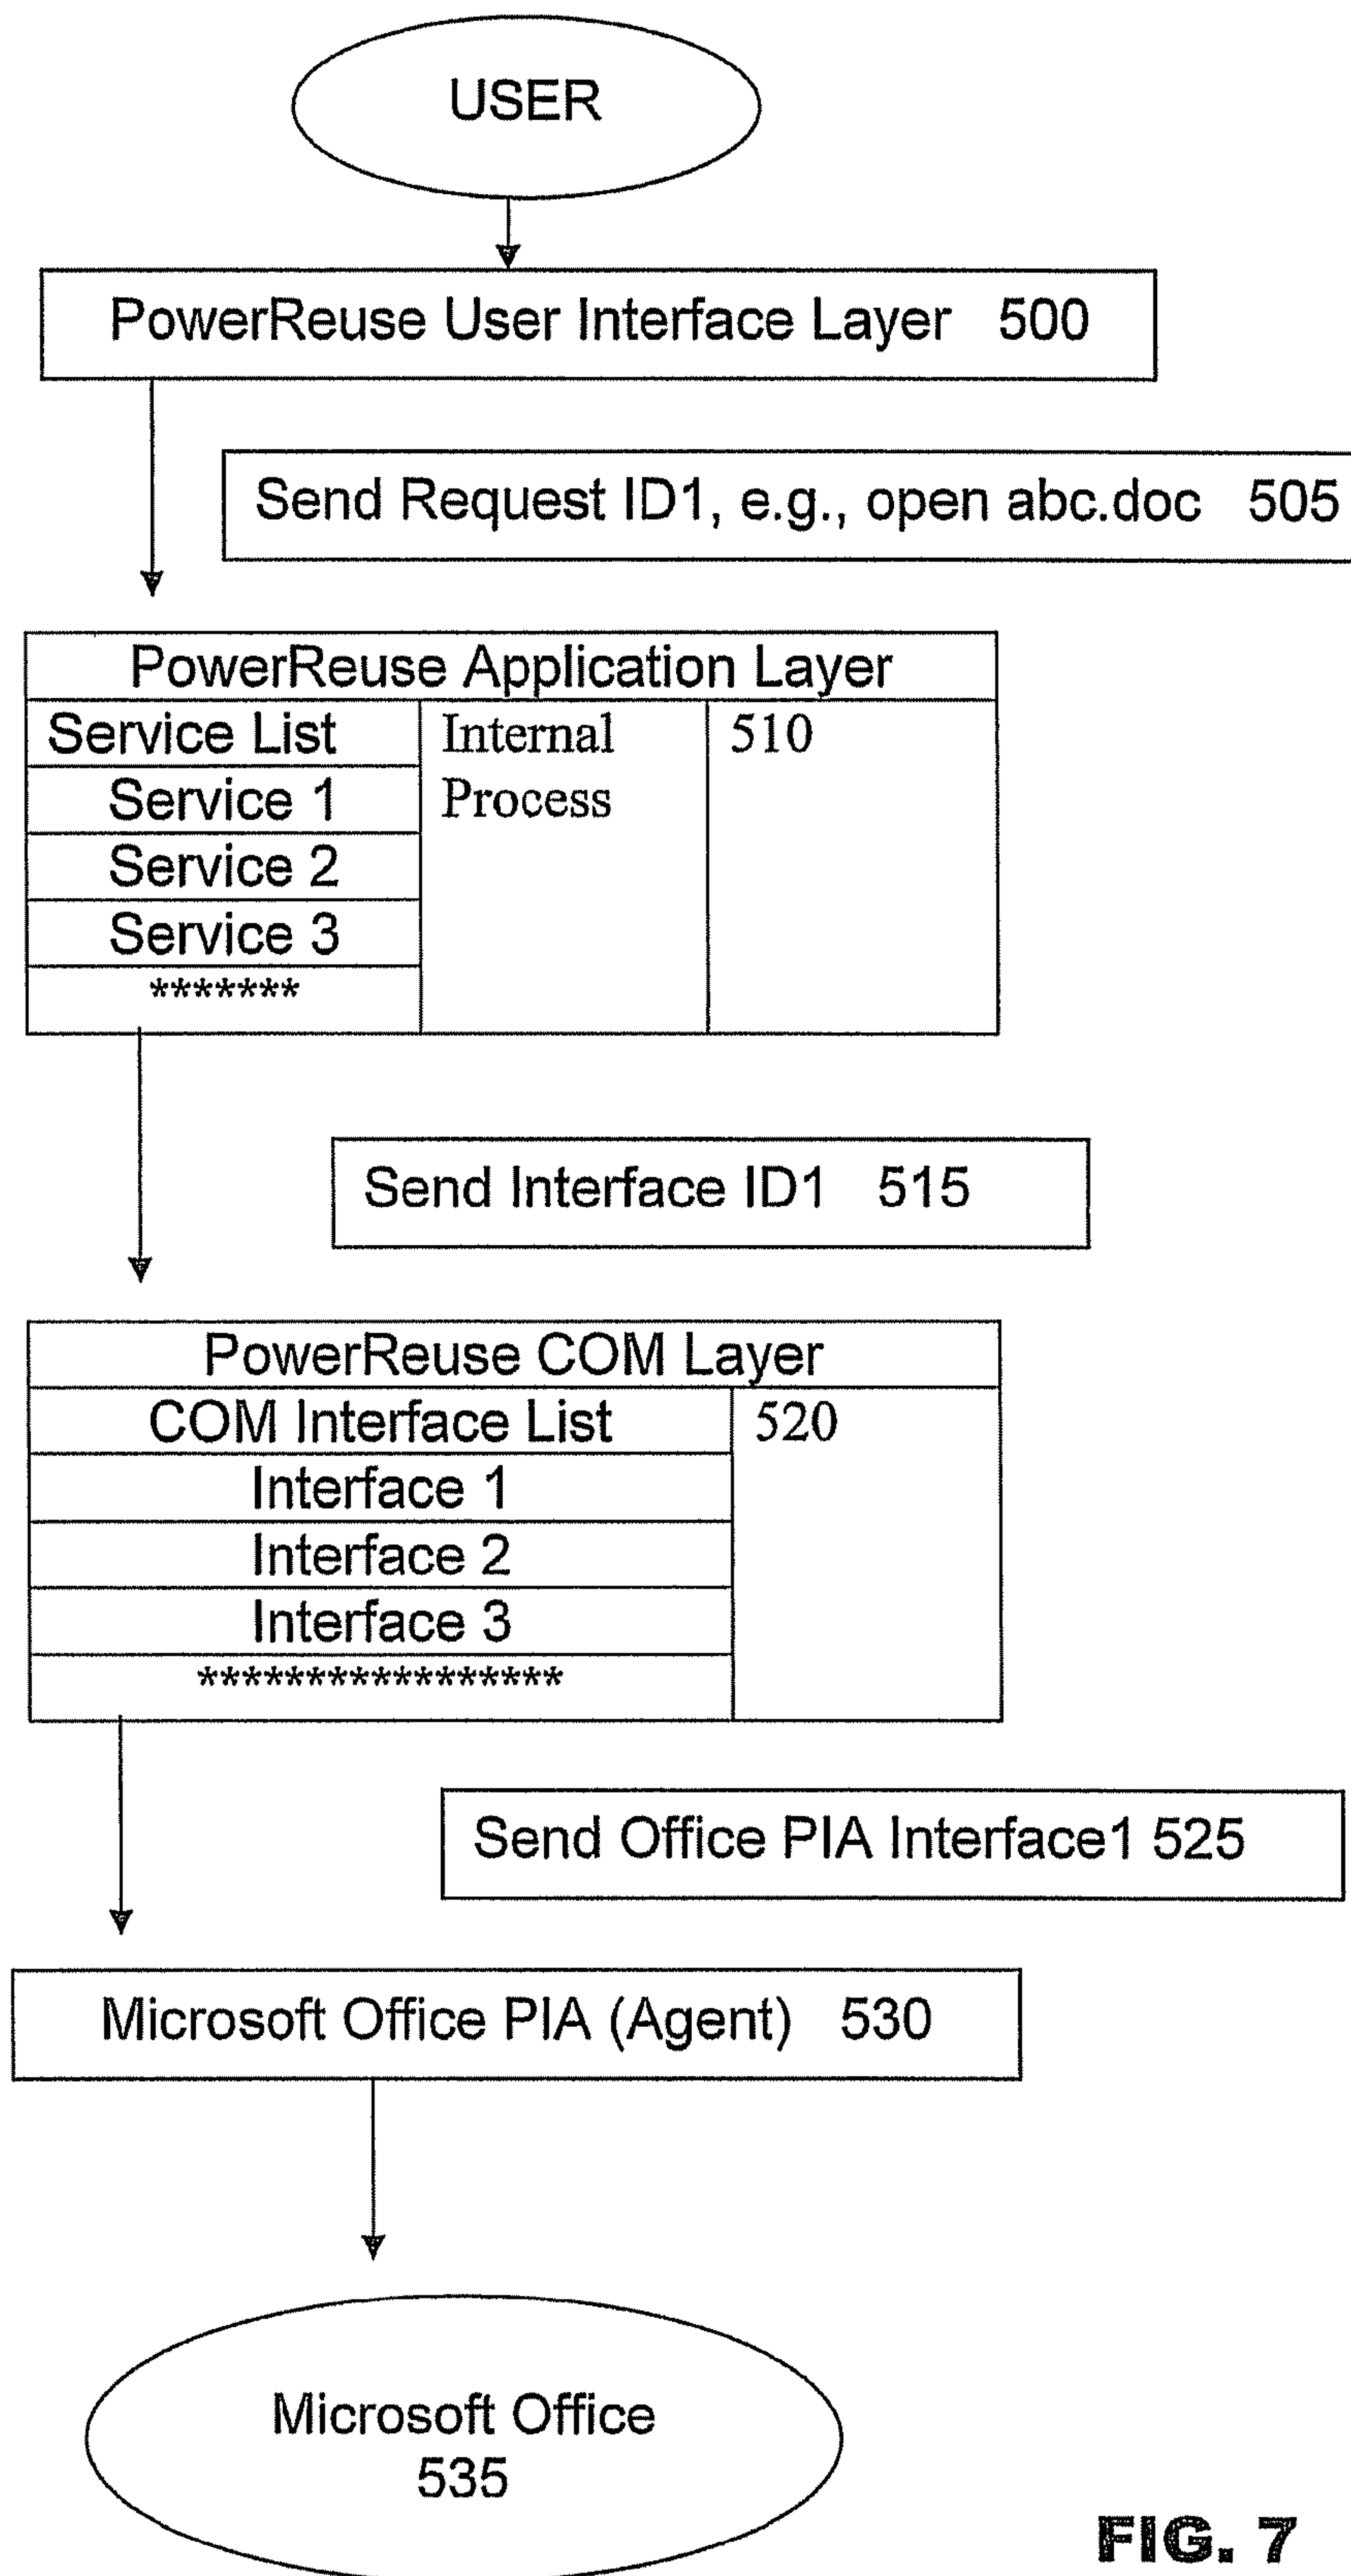 USER
PowerReuse User Interface Layer 500
Send Request ID1, e.g., open abc.doc 505
PowerReuse Application Layer
Service List
Internal
Process
510
Service 1
Service 2
Service 3
*******
Send Interface ID1 515
PowerReuse COM Layer
COM Interface List
520
Interface 1
Interface 2
Interface 3
*****************
Send Office PIA Interface1 525
Microsoft Office PIA (Agent) 530
Microsoft Office
535
FIG. 7